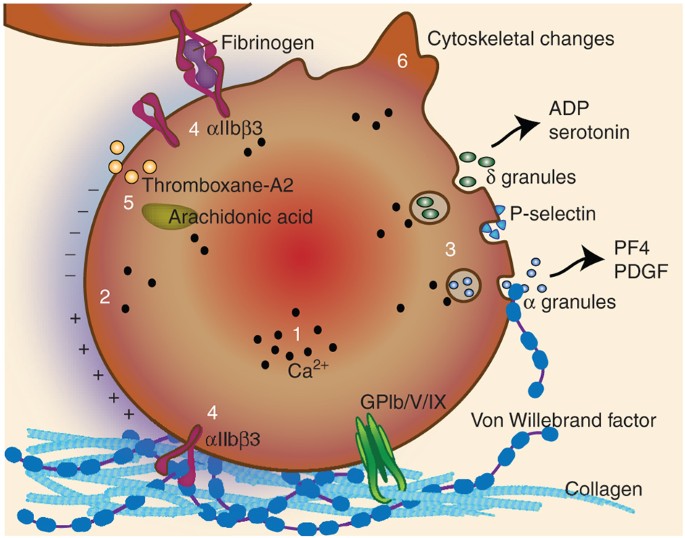 Fibrinogen
6
Cytoskeletal changes
4 αIIbβ3
ADP
serotonin
δ granules
Thromboxane-A2
5
Arachidonic acid
P-selectin
3
PF4
PDGF
α granules
2
1
Ca²⁺
4
αIIbβ3
GPIb/V/IX
Von Willebrand factor
Collagen
− − − − − −
+ + + + + +